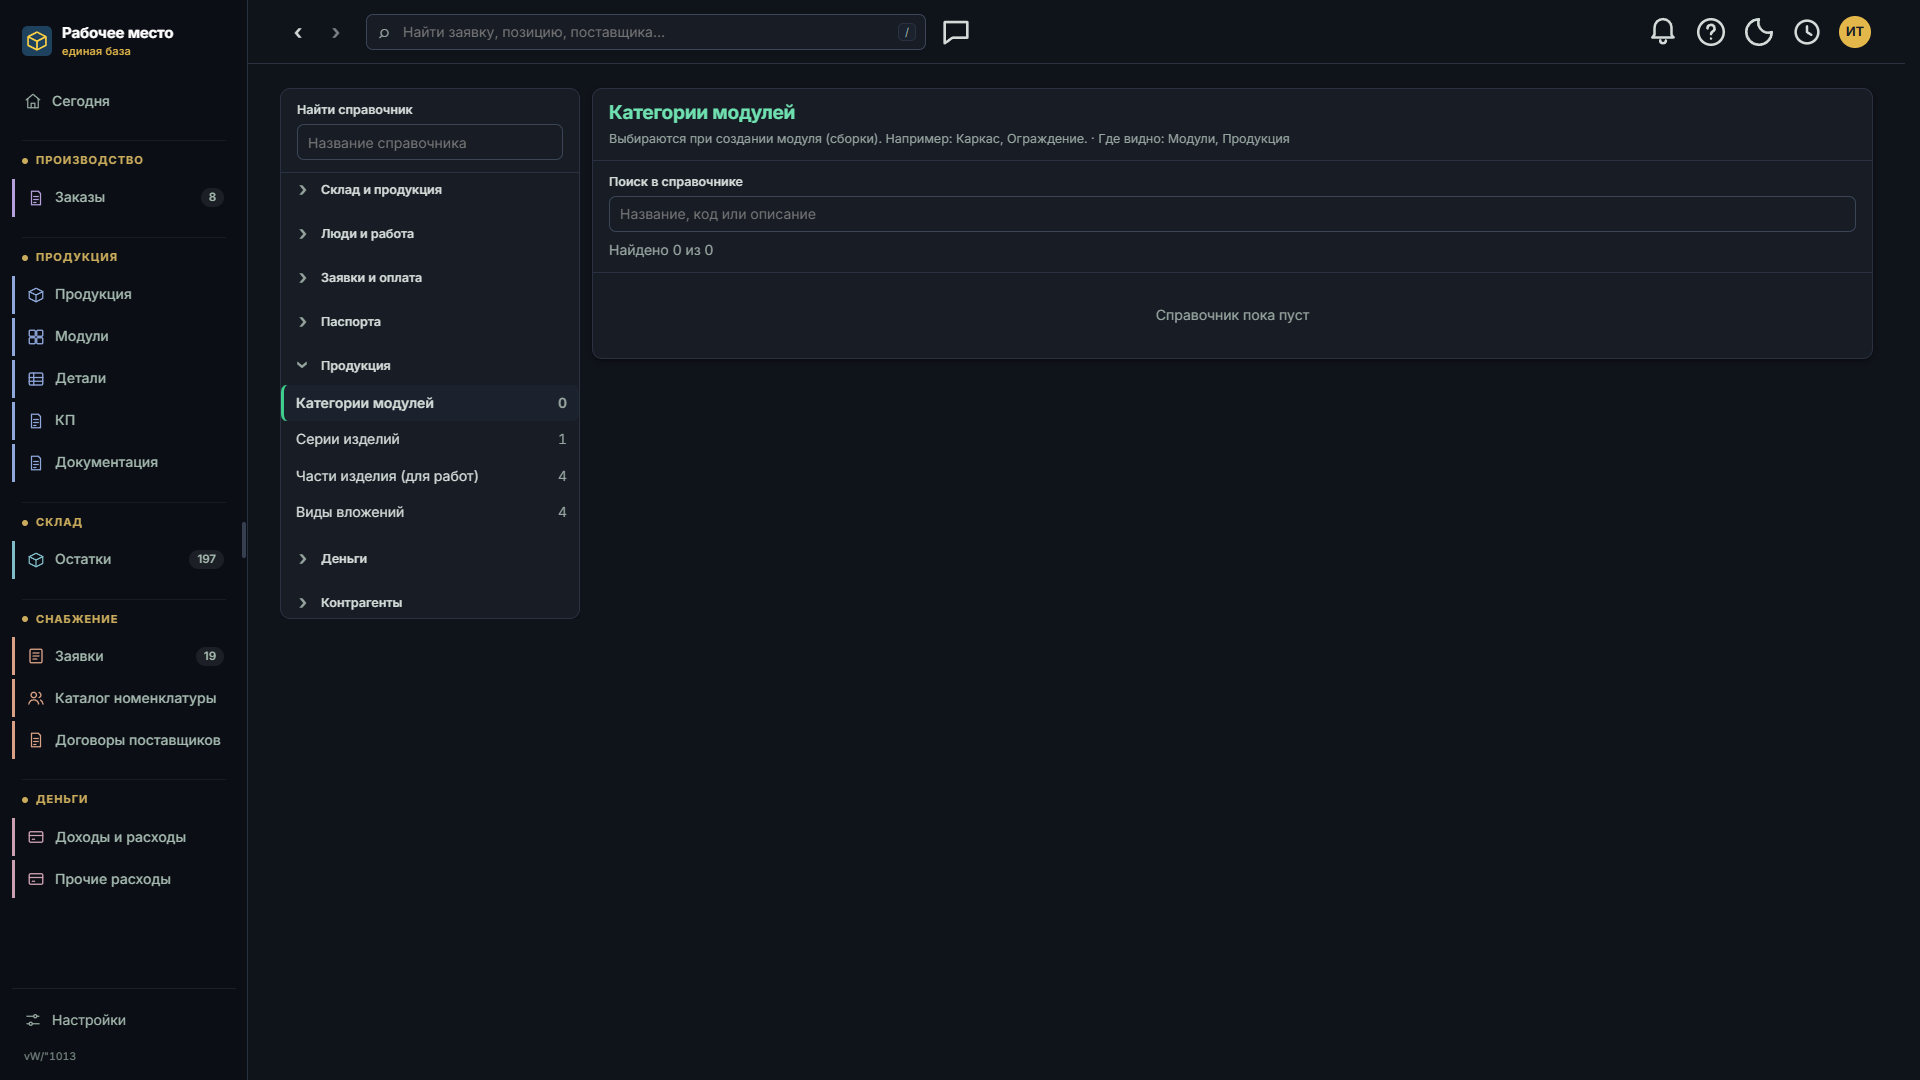 Рабочее место
единая база
Сегодня
ПРОИЗВОДСТВО
Заказы 8
ПРОДУКЦИЯ
Продукция
Модули
Детали
КП
Документация
СКЛАД
Остатки 197
СНАБЖЕНИЕ
Заявки 19
Каталог номенклатуры
Договоры поставщиков
ДЕНЬГИ
Доходы и расходы
Прочие расходы
Настройки
vW/"1013
Найти заявку, позицию, поставщика... /
ИТ
Найти справочник
Название справочника
Склад и продукция
Люди и работа
Заявки и оплата
Паспорта
Продукция
Категории модулей 0
Серии изделий 1
Части изделия (для работ) 4
Виды вложений 4
Деньги
Контрагенты
Категории модулей
Выбираются при создании модуля (сборки). Например: Каркас, Ограждение. · Где видно: Модули, Продукция
Поиск в справочнике
Название, код или описание
Найдено 0 из 0
Справочник пока пуст